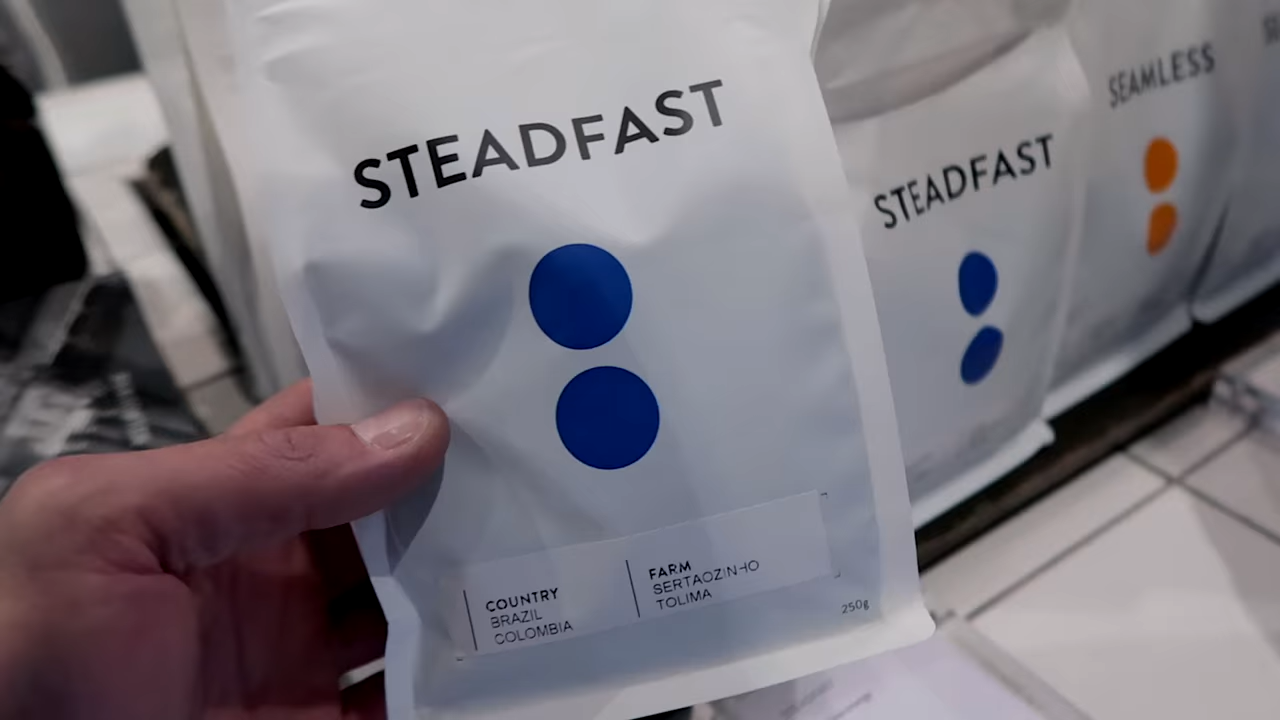 STEADFAST
COUNTRY
BRAZIL
COLOMBIA
FARM
SERTAOZINHO
TOLIMA
250g
STEADFAST
SEAMLESS